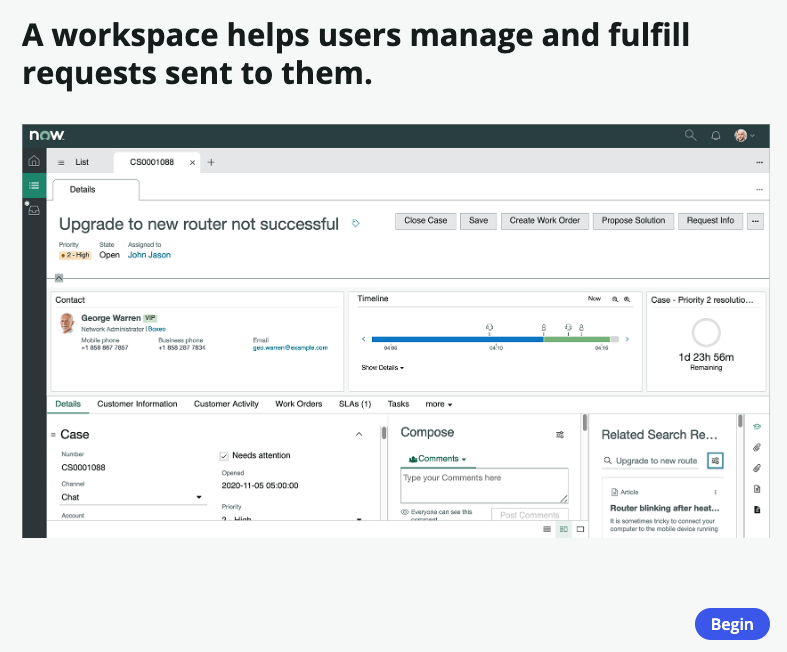 A workspace helps users manage and fulfill
requests sent to them.
now.
List
CS0001088
Details
Upgrade to new router not successful
Close Case
Save
Create Work Order
Propose Solution
Request Info
Priority
State
Assigned to
2 - High
Open
John Jason
Contact
George Warren VIP
Network Administrator | Boxeo
Mobile phone
Business phone
Email
+1 858 667 7857
+1 858 287 7834
geo.warren@example.com
Timeline
Now
04/10
Show Details
Case - Priority 2 resolutio...
1d 23h 56m
Remaining
Details
Customer Information
Customer Activity
Work Orders
SLAs (1)
Tasks
more
Case
Number
CS0001088
Channel
Chat
Account
Needs attention
Opened
2020-11-05 05:00:00
Priority
2 - High
Compose
Comments
Type your Comments here
Everyone can see this
comment
Post Comments
Related Search Re...
Upgrade to new route
Article
Router blinking after heat...
It is sometimes tricky to connect your
computer to the mobile device running
Begin